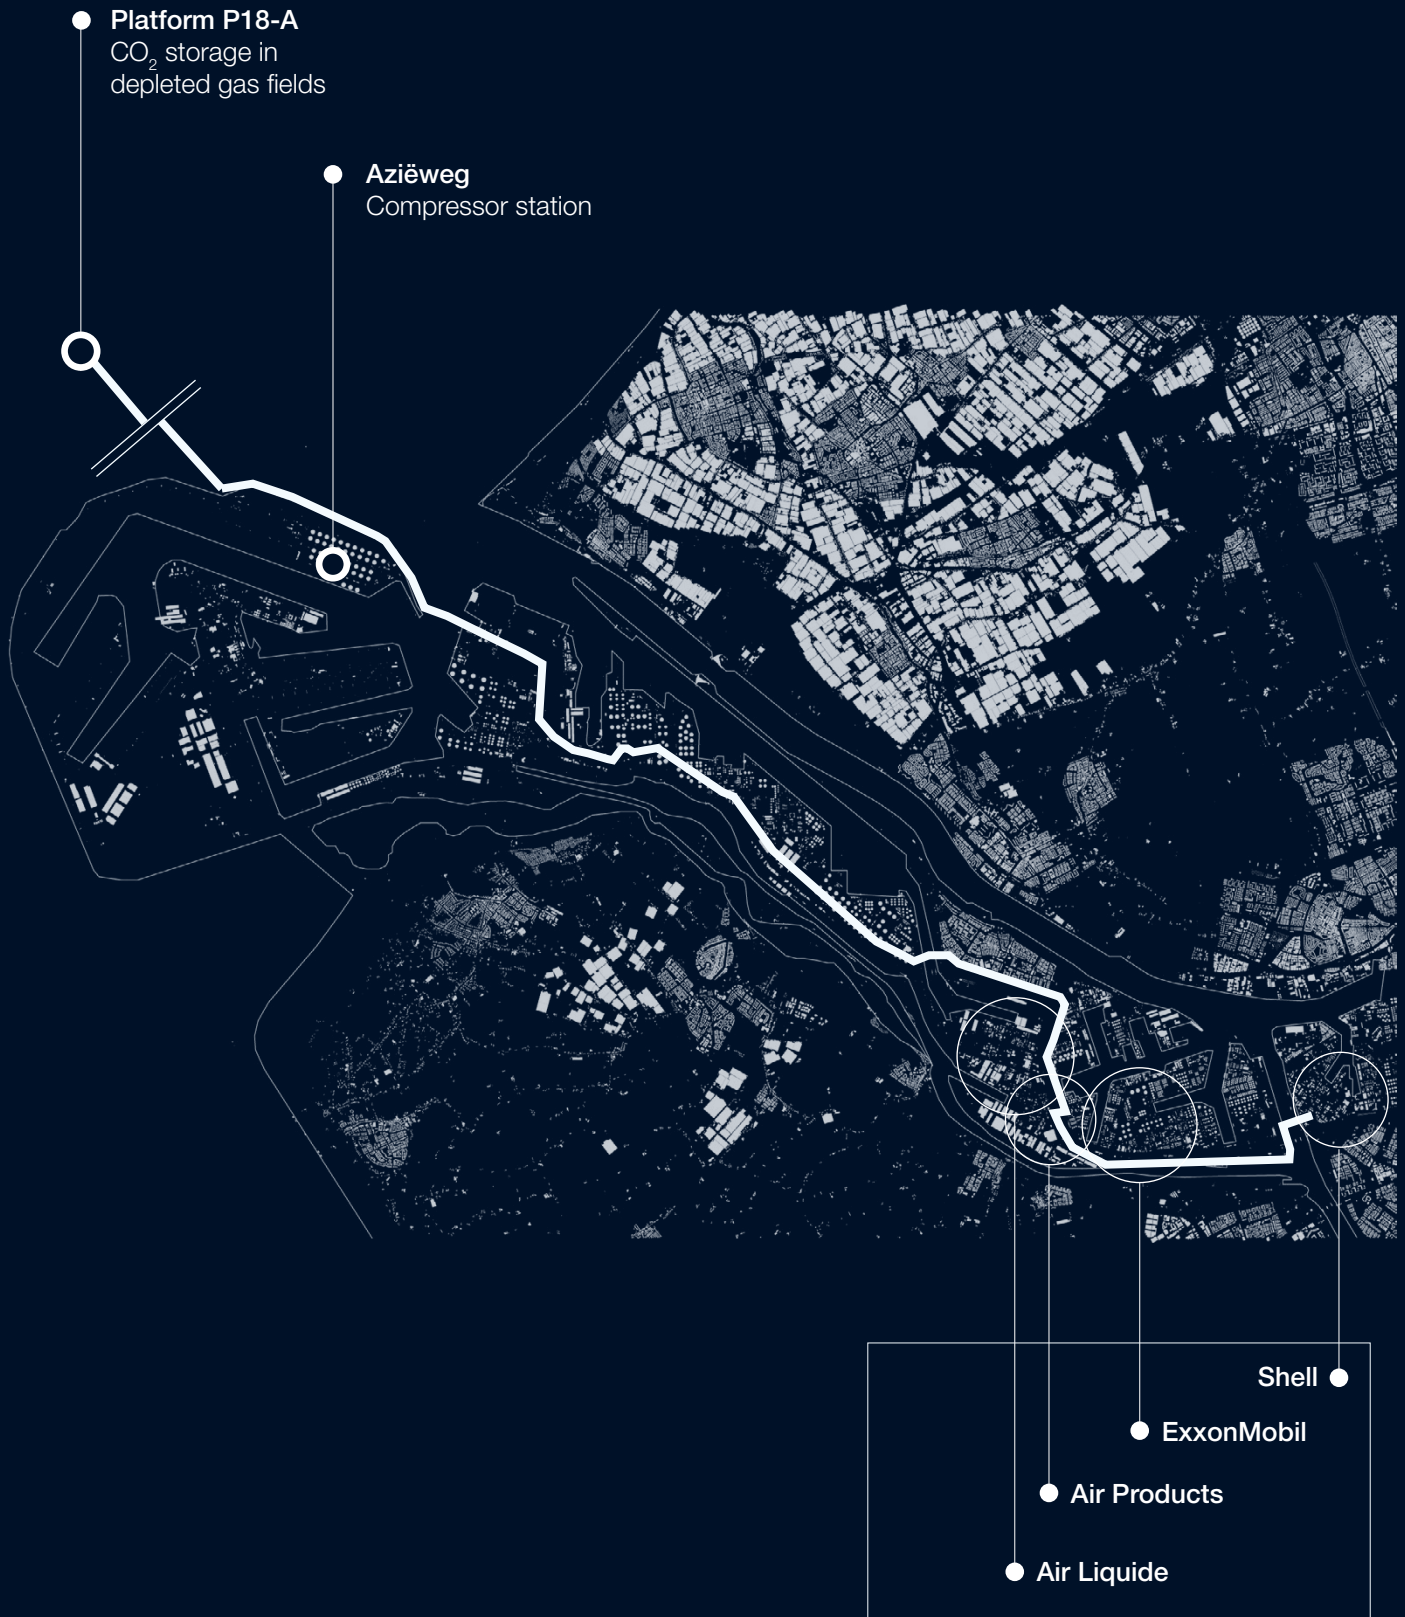 Platform P18-A
CO₂ storage in
depleted gas fields
Aziëweg
Compressor station
Shell
ExxonMobil
Air Products
Air Liquide